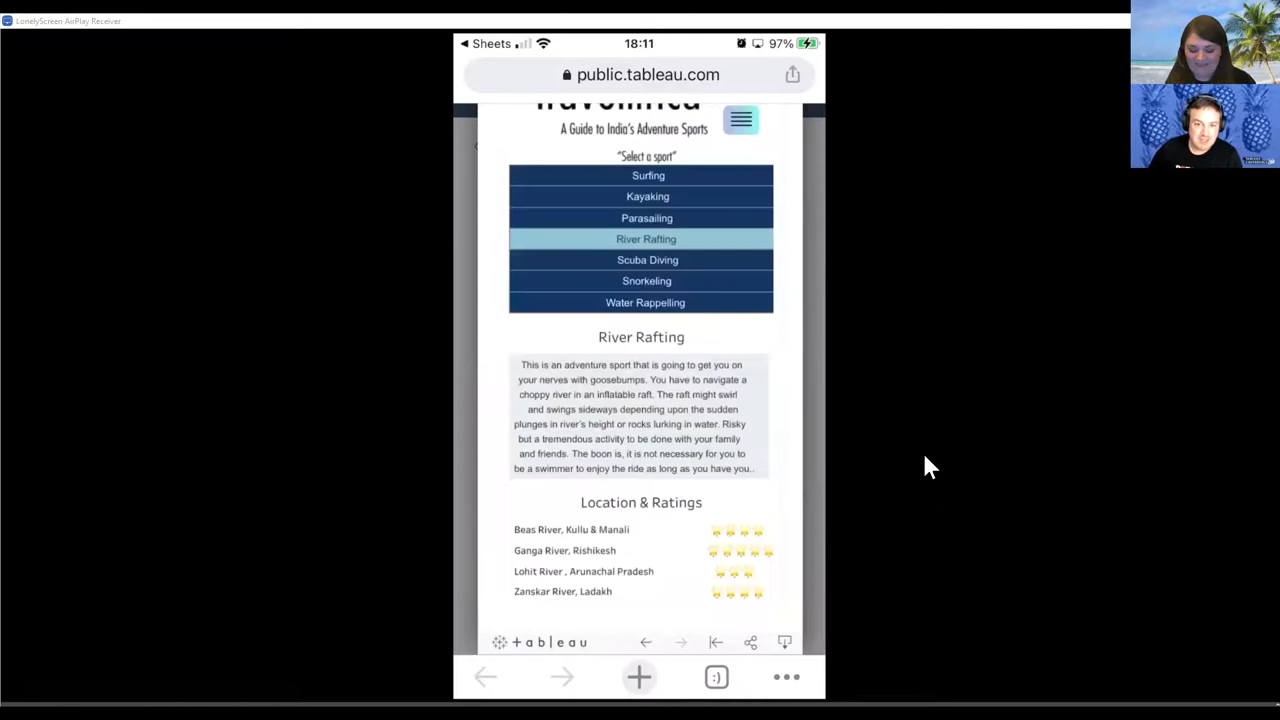 LonelyScreen AirPlay Receiver
Sheets 18:11 97%
public.tableau.com
A Guide to India's Adventure Sports
"Select a sport"
Surfing
Kayaking
Parasailing
River Rafting
Scuba Diving
Snorkeling
Water Rappelling
River Rafting
This is an adventure sport that is going to get you on
your nerves with goosebumps. You have to navigate a
choppy river in an inflatable raft. The raft might swirl
and swings sideways depending upon the sudden
plunges in river's height or rocks lurking in water. Risky
but a tremendous activity to be done with your family
and friends. The boon is, it is not necessary for you to
be a swimmer to enjoy the ride as long as you have you..
Location & Ratings
Beas River, Kullu & Manali
Ganga River, Rishikesh
Lohit River , Arunachal Pradesh
Zanskar River, Ladakh
+ableau
:)